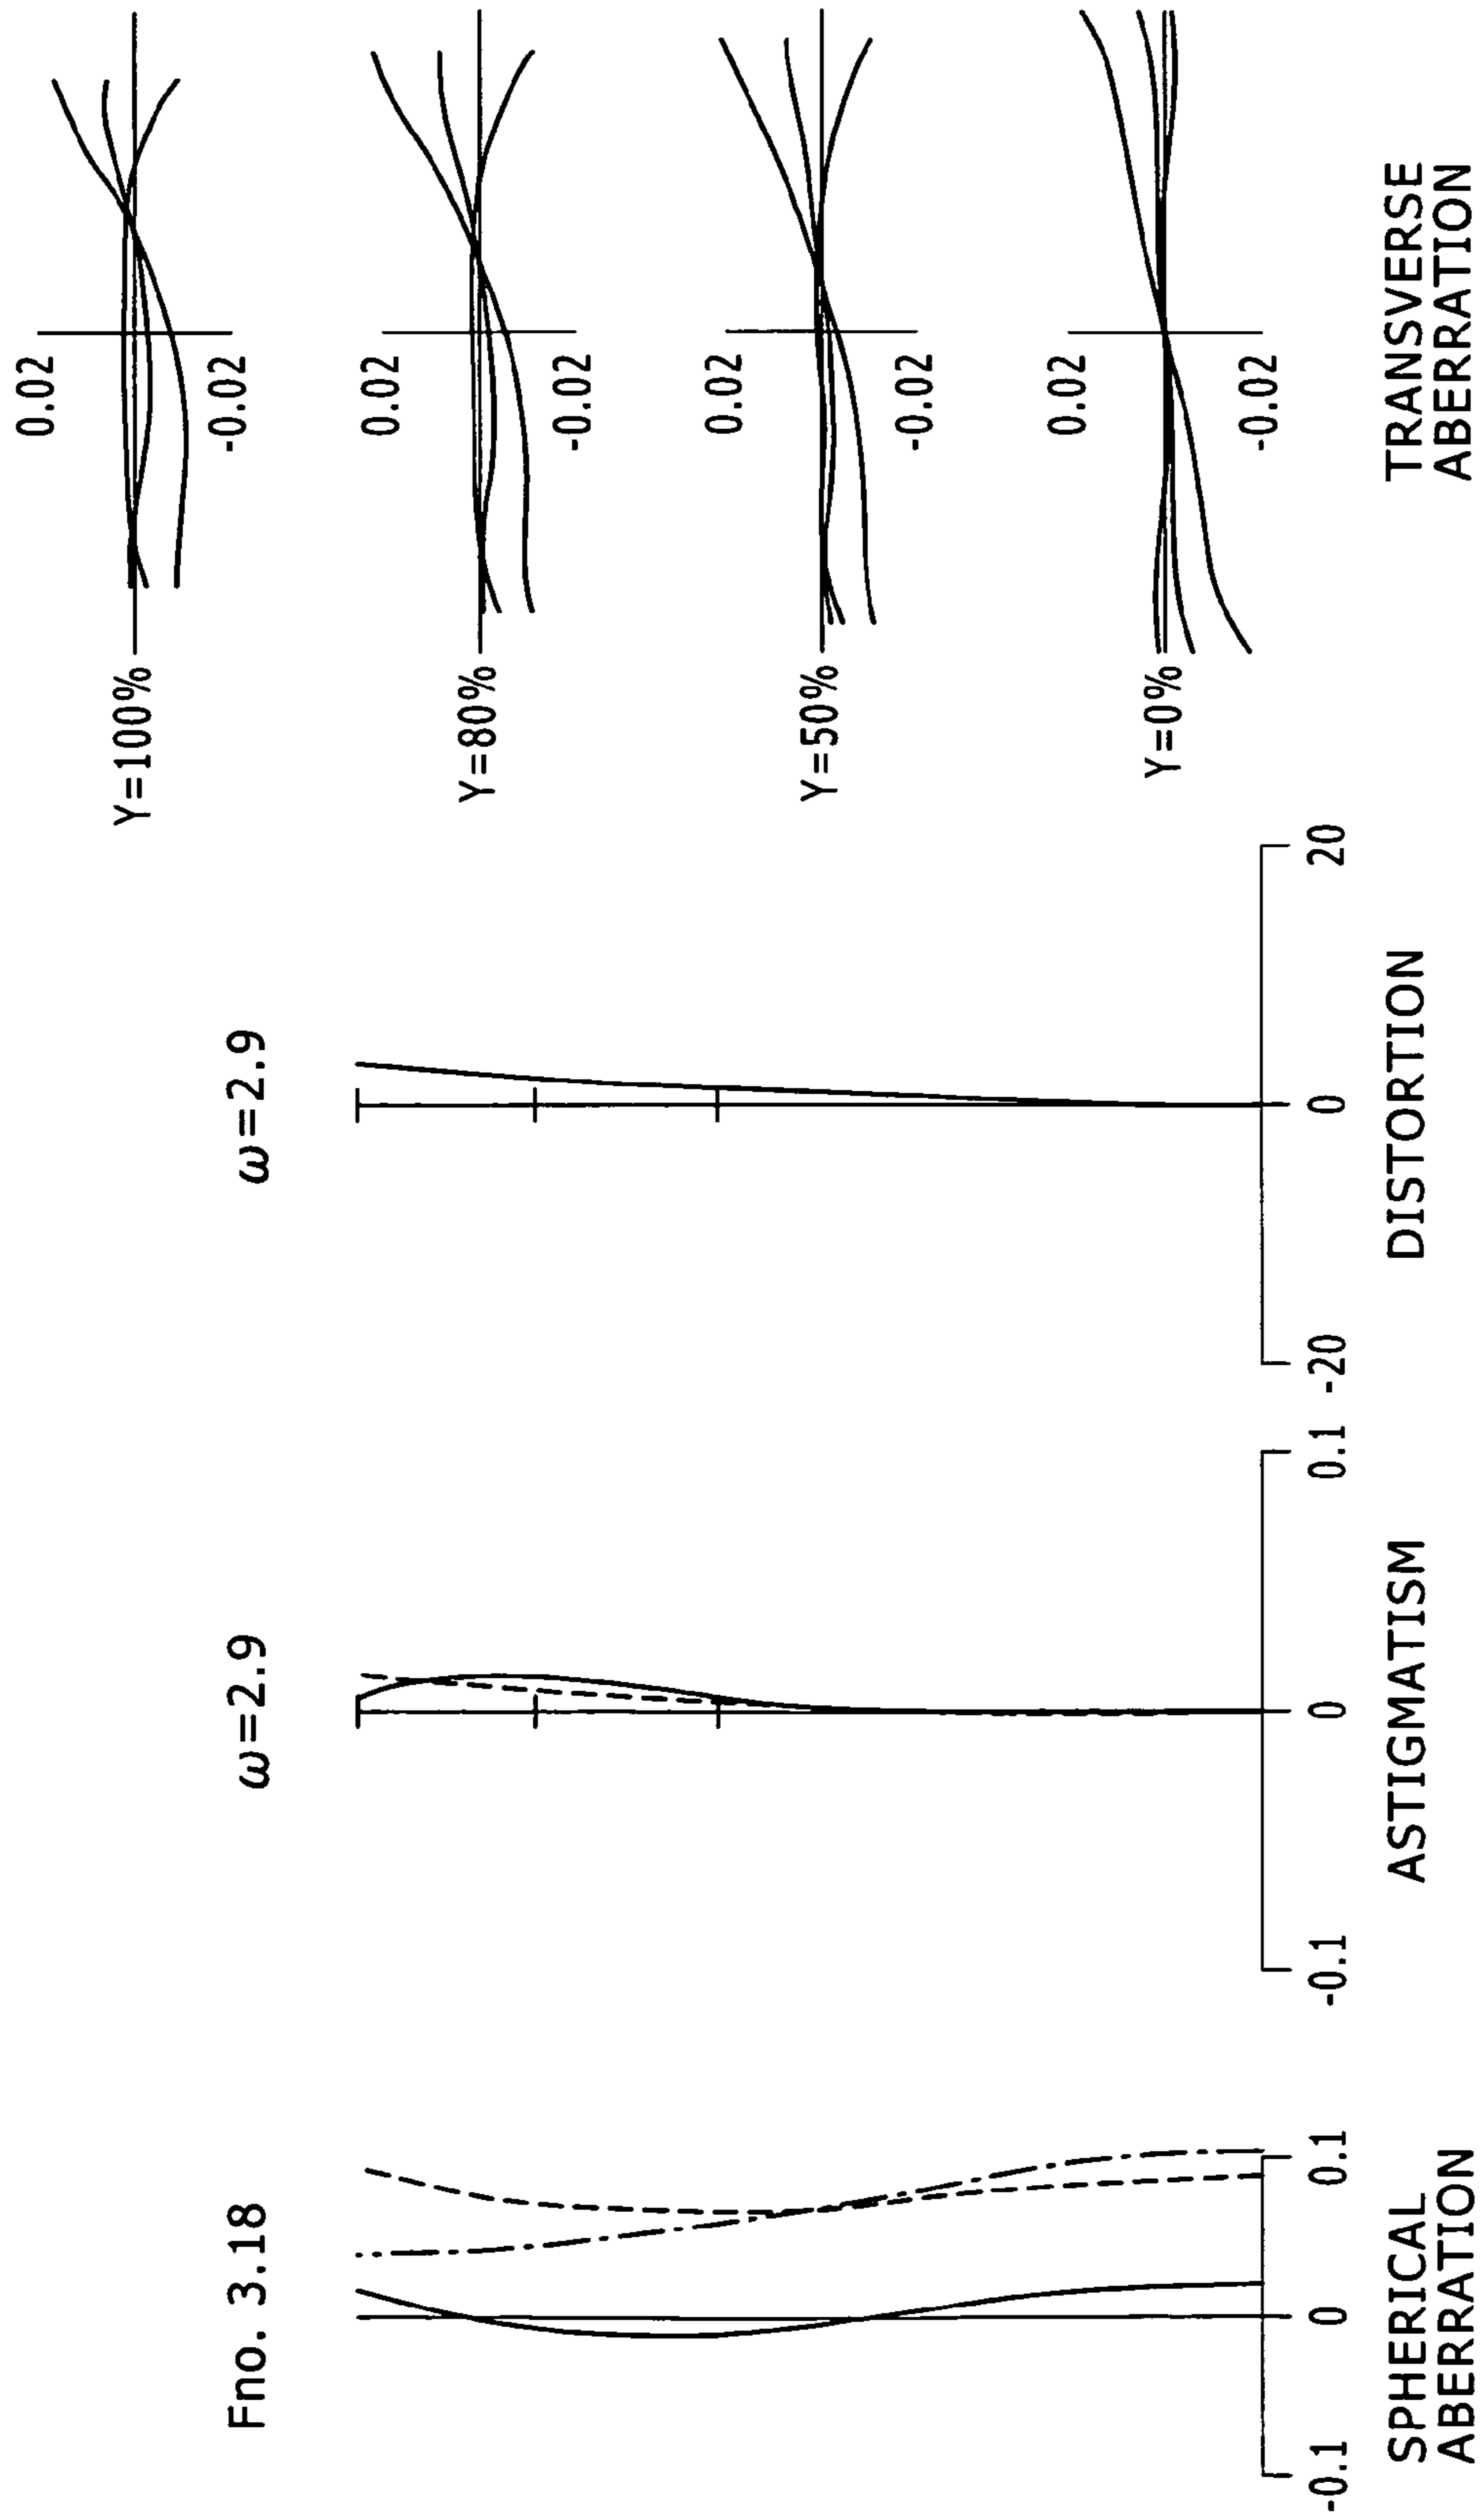 Fno. 3.18
-0.1
0
0.1
SPHERICAL
ABERRATION
ω=2.9
-0.1
0
0.1
ASTIGMATISM
ω=2.9
-20
0
20
DISTORTION
Y=100%
0.02
-0.02
Y=80%
0.02
-0.02
Y=50%
0.02
-0.02
Y=0%
0.02
-0.02
TRANSVERSE
ABERRATION